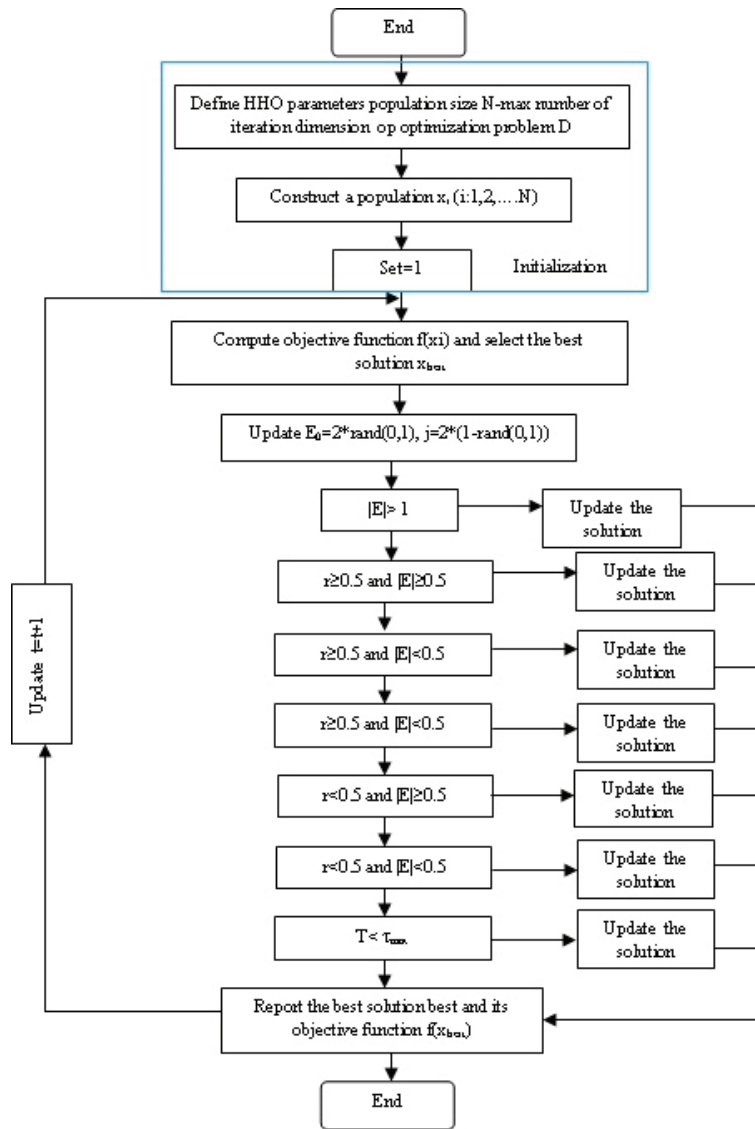 End
Define HHO parameters population size N-max number of
iteration dimension op optimization problem D
Construct a population xᵢ (i:1,2,….N)
Set=1
Initialization
Compute objective function f(xi) and select the best
solution x_best
Update E₀=2*rand(0,1), j=2*(1-rand(0,1))
|E|> 1
Update the
solution
r≥0.5 and |E|≥0.5
Update the
solution
Update t=t+1
r≥0.5 and |E|<0.5
Update the
solution
r≥0.5 and |E|<0.5
Update the
solution
r<0.5 and |E|≥0.5
Update the
solution
r<0.5 and |E|<0.5
Update the
solution
T< τ_max
Update the
solution
Report the best solution best and its
objective function f(x_best)
End